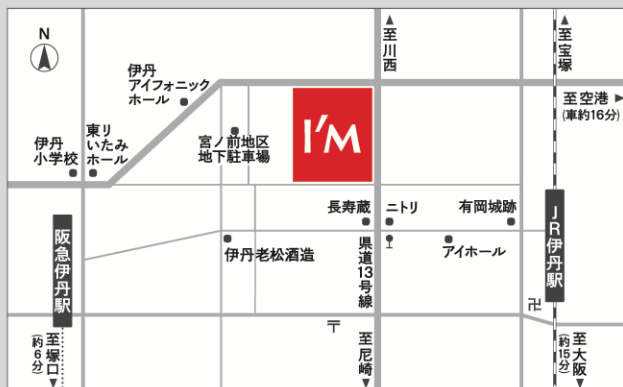 N
至川西
至宝塚
伊丹
アイフォニック
ホール
至空港
(車約16分)
I'M
東リ
いたみ
ホール
伊丹
小学校
宮ノ前地区
地下駐車場
長寿蔵
ニトリ
有岡城跡
阪急伊丹駅
伊丹老松酒造
県道13号線
アイホール
JR伊丹駅
至塚口
(約6分)
至尼崎
至大阪
(約15分)